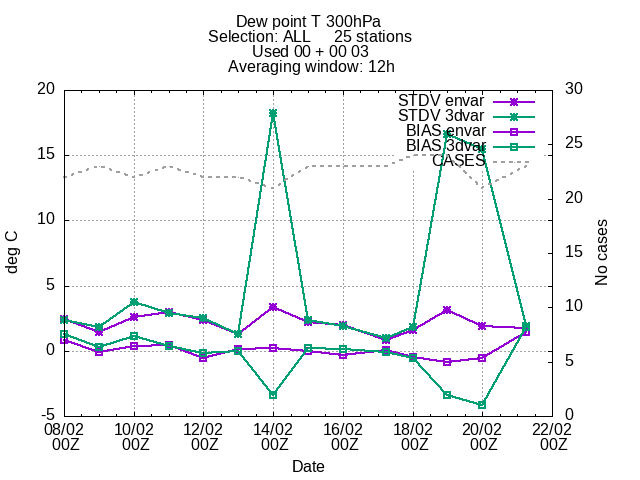 Dew point T 300hPa
Selection: ALL 25 stations
Used 00 + 00 03
Averaging window: 12h
20 30
STDV envar
STDV 3dvar
BIAS envar
BIAS 3dvar
CASES
25
15
20
10
15
5
10
0
5
-5 0
deg C
No cases
08/02 10/02 12/02 14/02 16/02 18/02 20/02 22/02
00Z 00Z 00Z 00Z 00Z 00Z 00Z 00Z
Date